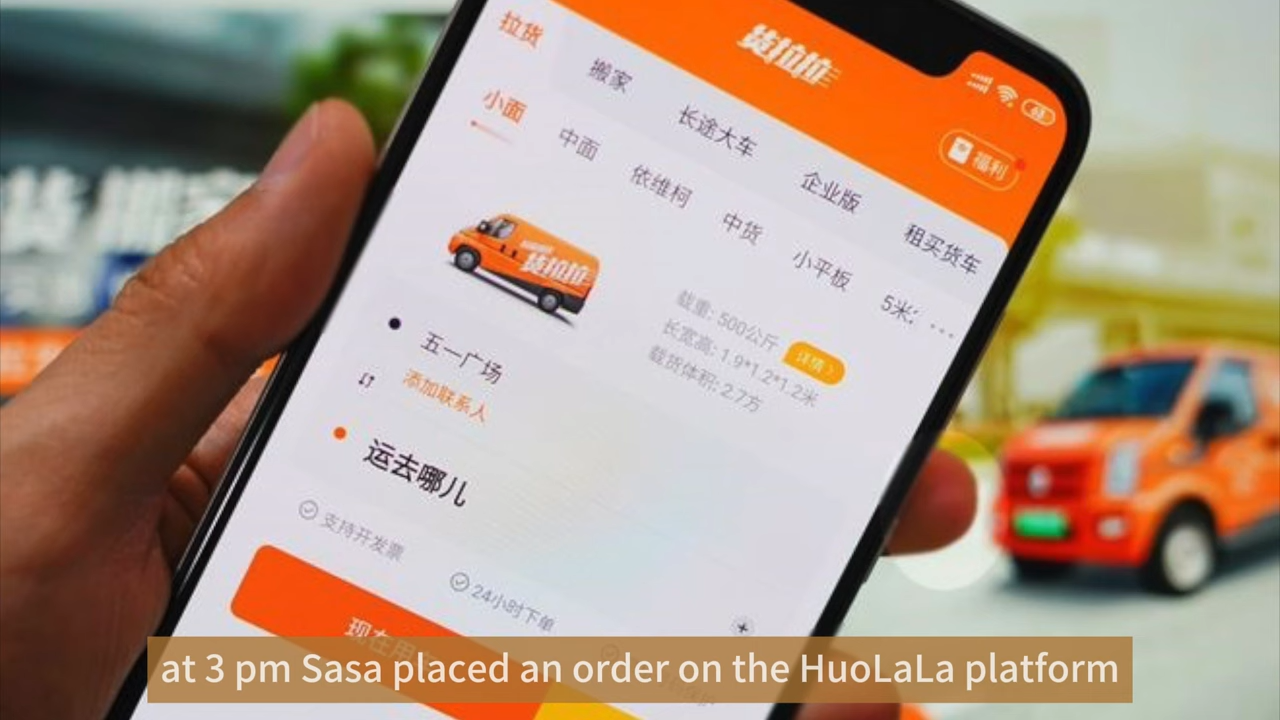 货拉拉
拉货
搬家
长途大车
企业版
租买货车
福利
小面
中面
依维柯
中货
小平板
5米
货拉拉
载重: 500公斤
长宽高: 1.9*1.2*1.2米
载货体积: 2.7方
详情
五一广场
添加联系人
运去哪儿
支持开发票
24小时下单
现在用
at 3 pm Sasa placed an order on the HuoLaLa platform